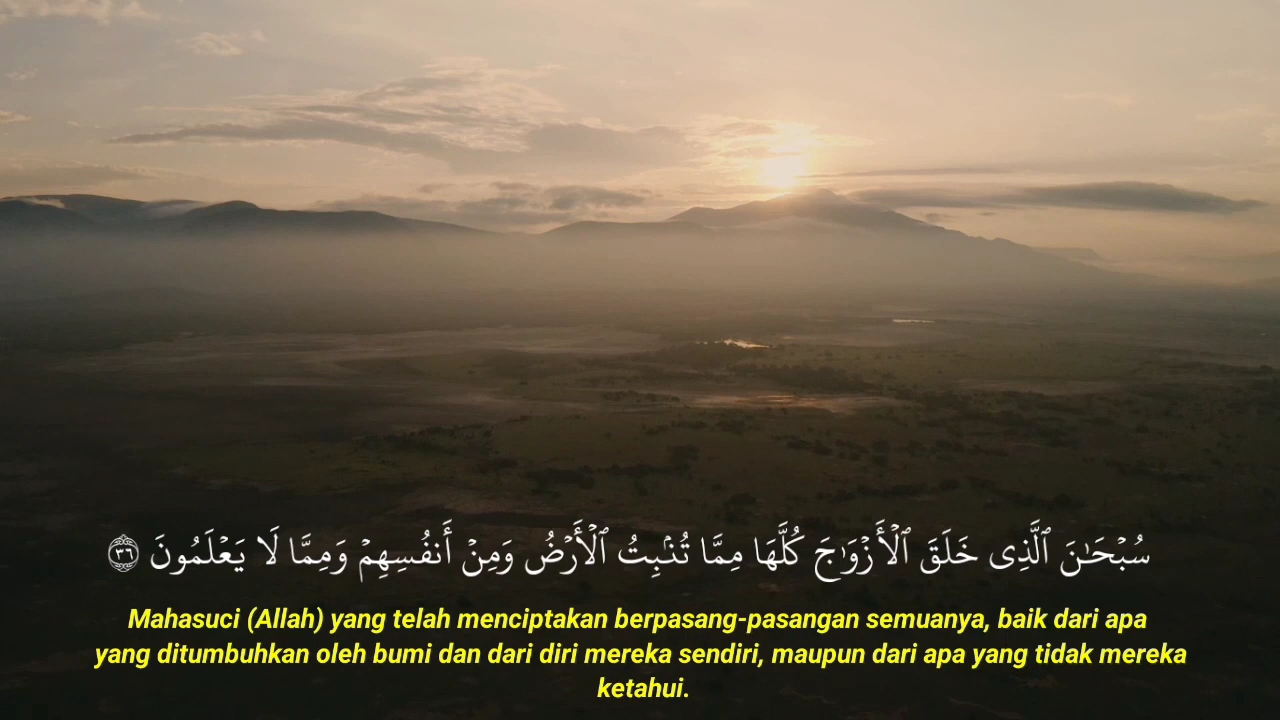 سُبۡحَـٰنَ ٱلَّذِی خَلَقَ ٱلۡأَزۡوَ ٰجَ كُلَّهَا مِمَّا تُنۢبِتُ ٱلۡأَرۡضُ وَمِنۡ أَنفُسِهِمۡ وَمِمَّا لَا یَعۡلَمُونَ ٣٦
Mahasuci (Allah) yang telah menciptakan berpasang-pasangan semuanya, baik dari apa
yang ditumbuhkan oleh bumi dan dari diri mereka sendiri, maupun dari apa yang tidak mereka
ketahui.